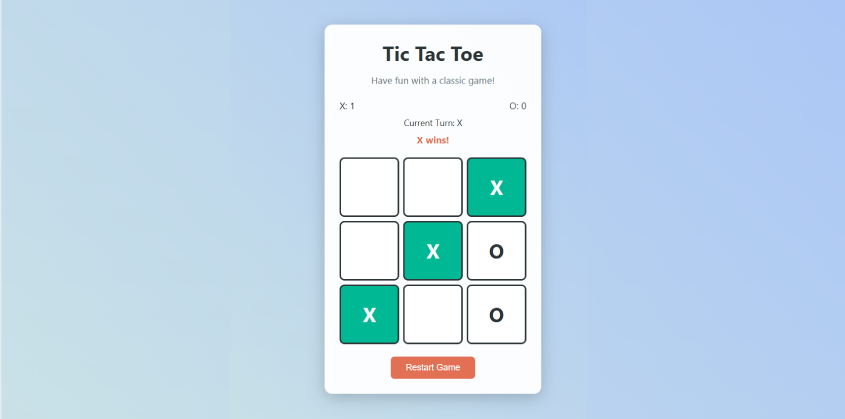 Tic Tac Toe
Have fun with a classic game!
X: 1 O: 0
Current Turn: X
X wins!
X
X O
X O
Restart Game